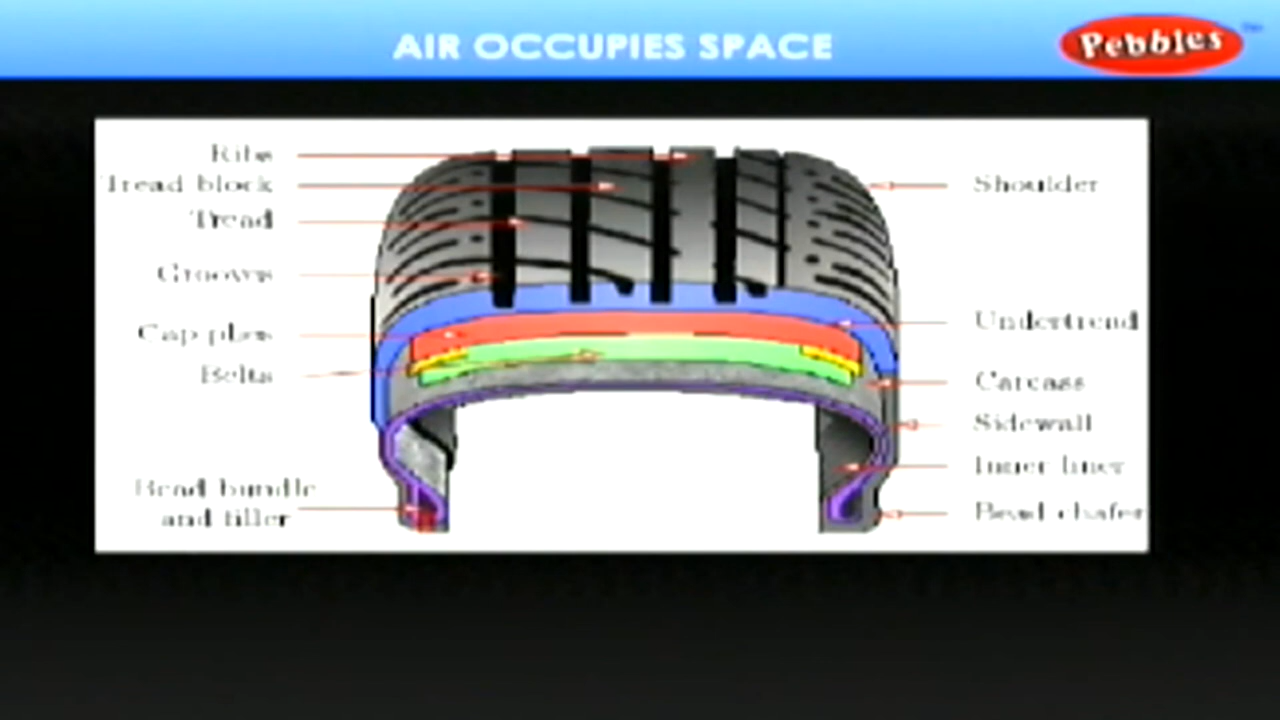 AIR OCCUPIES SPACE
Pebbles
Ribs
Tread block
Tread
Grooves
Cap plies
Belts
Bead bundle
and filler
Shoulder
Undertread
Carcass
Sidewall
Inner liner
Bead chafer